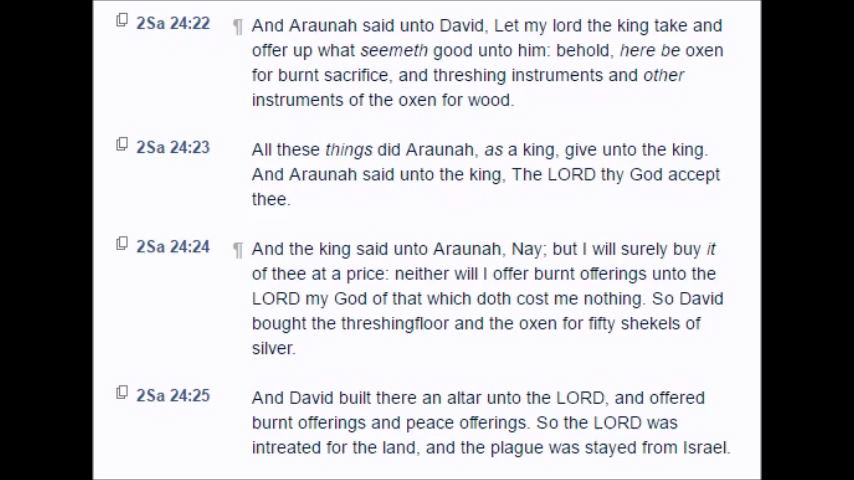 2Sa 24:22 ¶ And Araunah said unto David, Let my lord the king take and
offer up what seemeth good unto him: behold, here be oxen
for burnt sacrifice, and threshing instruments and other
instruments of the oxen for wood.
2Sa 24:23 All these things did Araunah, as a king, give unto the king.
And Araunah said unto the king, The LORD thy God accept
thee.
2Sa 24:24 ¶ And the king said unto Araunah, Nay; but I will surely buy it
of thee at a price: neither will I offer burnt offerings unto the
LORD my God of that which doth cost me nothing. So David
bought the threshingfloor and the oxen for fifty shekels of
silver.
2Sa 24:25 And David built there an altar unto the LORD, and offered
burnt offerings and peace offerings. So the LORD was
intreated for the land, and the plague was stayed from Israel.